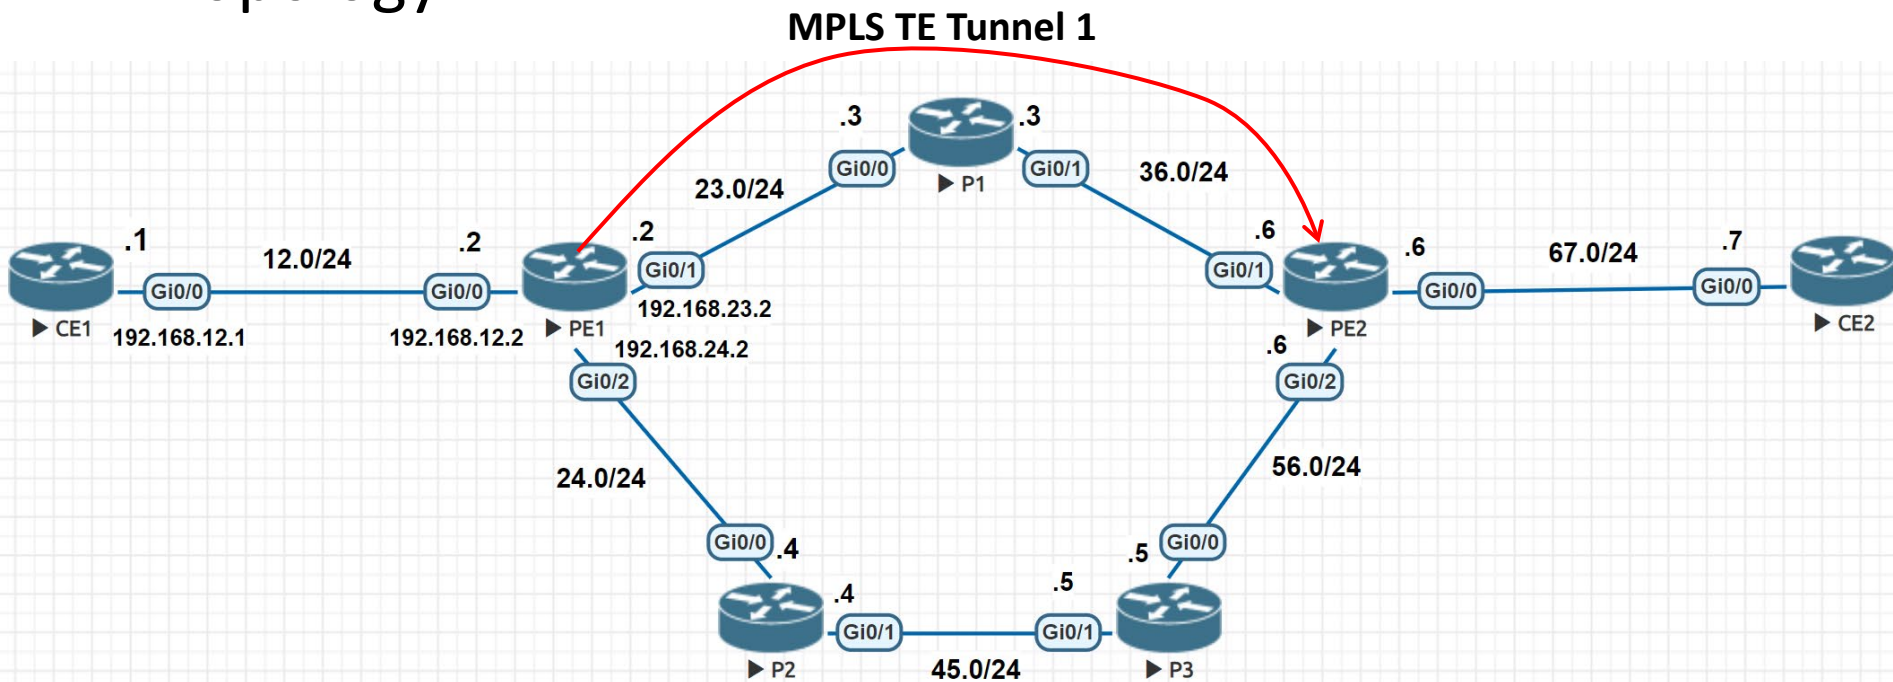 MPLS TE Tunnel 1
.3
.3
Gi0/0
Gi0/1
P1
23.0/24
36.0/24
.1
12.0/24
.2
.2
.6
.6
67.0/24
.7
Gi0/0
Gi0/0
Gi0/1
Gi0/1
Gi0/0
Gi0/0
192.168.23.2
CE1
192.168.12.1
192.168.12.2
PE1
PE2
CE2
192.168.24.2
.6
Gi0/2
Gi0/2
24.0/24
56.0/24
Gi0/0
.4
.5
Gi0/0
.4
.5
Gi0/1
Gi0/1
P2
45.0/24
P3